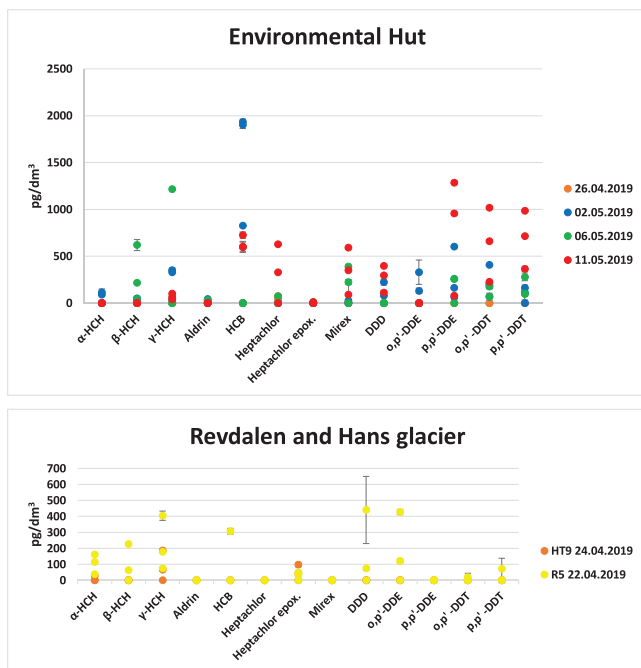 Environmental Hut
2500
2000
1500
1000
500
0
pg/dm³
α-HCH
β-HCH
γ-HCH
Aldrin
HCB
Heptachlor
Heptachlor epox.
Mirex
DDD
o,p'-DDE
p,p'-DDE
o,p'-DDT
p,p'-DDT
26.04.2019
02.05.2019
06.05.2019
11.05.2019
Revdalen and Hans glacier
700
600
500
400
300
200
100
0
pg/dm³
α-HCH
β-HCH
γ-HCH
Aldrin
HCB
Heptachlor
Heptachlor epox.
Mirex
DDD
o,p'-DDE
p,p'-DDE
o,p'-DDT
p,p'-DDT
HT9 24.04.2019
R5 22.04.2019